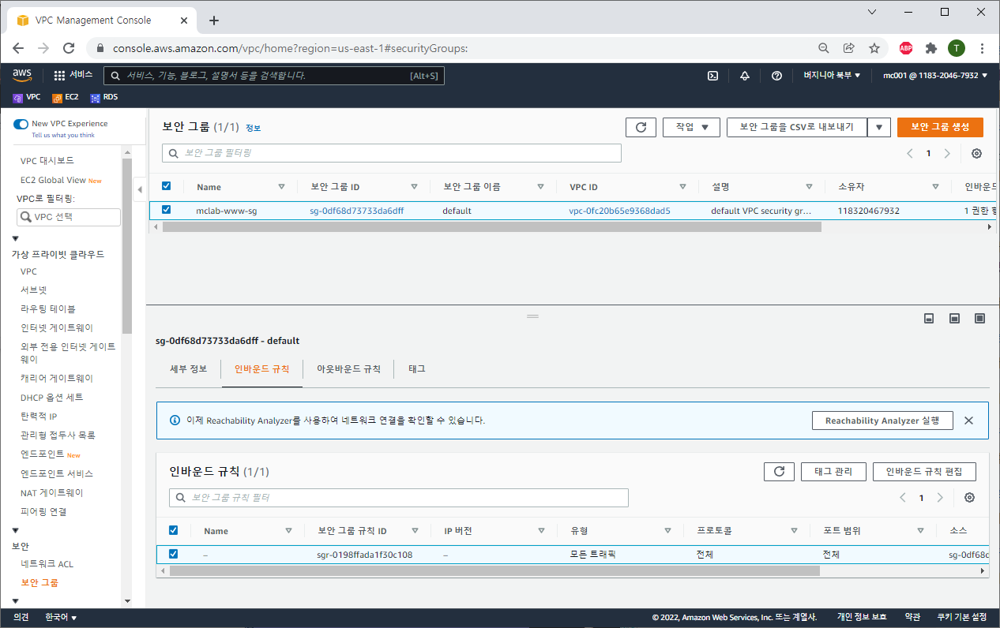 VPC Management Console
console.aws.amazon.com/vpc/home?region=us-east-1#securityGroups:
ABP
T
aws
서비스
서비스, 기능, 블로그, 설명서 등을 검색합니다.
[Alt+S]
버지니아 북부
mc001 @ 1183-2046-7932
VPC
EC2
RDS
New VPC Experience
Tell us what you think
VPC 대시보드
EC2 Global View New
VPC로 필터링:
VPC 선택
가상 프라이빗 클라우드
VPC
서브넷
라우팅 테이블
인터넷 게이트웨이
외부 전용 인터넷 게이트
웨이
캐리어 게이트웨이
DHCP 옵션 세트
탄력적 IP
관리형 접두사 목록
엔드포인트 New
엔드포인트 서비스
NAT 게이트웨이
피어링 연결
보안
네트워크 ACL
보안 그룹
보안 그룹 (1/1) 정보
작업
보안 그룹을 CSV로 내보내기
보안 그룹 생성
보안 그룹 필터링
1
Name 보안 그룹 ID 보안 그룹 이름 VPC ID 설명 소유자 인바운드
mclab-www-sg sg-0df68d73733da6dff default vpc-0fc20b65e9368dad5 default VPC security gr... 118320467932 1 권한 항
sg-0df68d73733da6dff - default
세부 정보 인바운드 규칙 아웃바운드 규칙 태그
이제 Reachability Analyzer를 사용하여 네트워크 연결을 확인할 수 있습니다.
Reachability Analyzer 실행
인바운드 규칙 (1/1)
태그 관리
인바운드 규칙 편집
보안 그룹 규칙 필터
1
Name 보안 그룹 규칙 ID IP 버전 유형 프로토콜 포트 범위 소스
– sgr-0198ffada1f30c108 – 모든 트래픽 전체 전체 sg-0df68d
의견 한국어 © 2022, Amazon Web Services, Inc. 또는 계열사. 개인 정보 보호 약관 쿠키 기본 설정